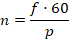 n = f · 60 / p